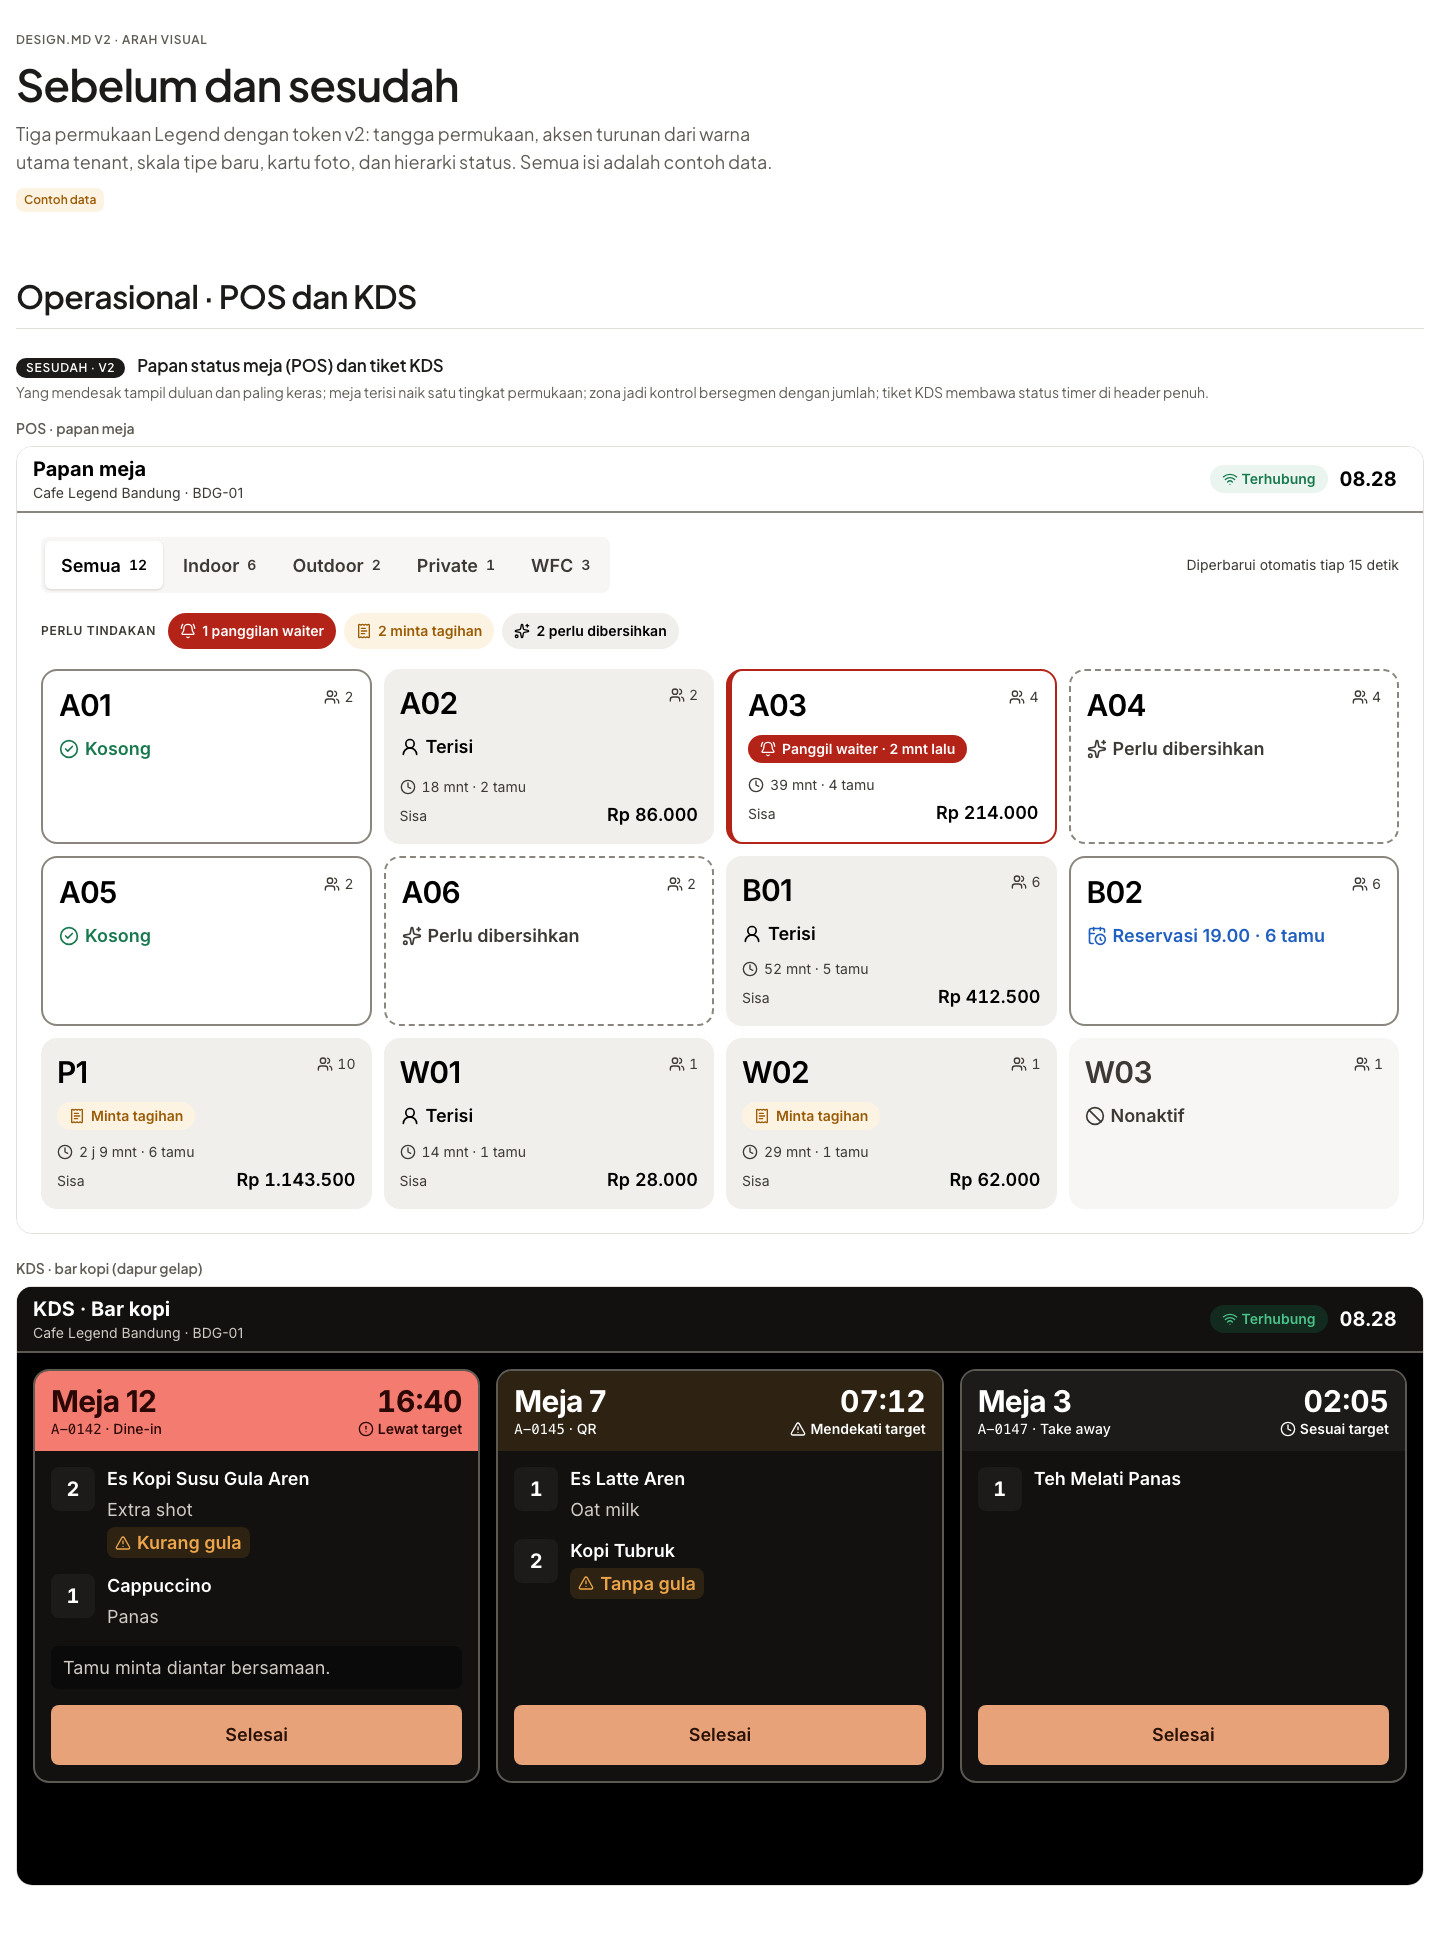 DESIGN.MD V2 · ARAH VISUAL
Sebelum dan sesudah
Tiga permukaan Legend dengan token v2: tangga permukaan, aksen turunan dari warna
utama tenant, skala tipe baru, kartu foto, dan hierarki status. Semua isi adalah contoh data.
Contoh data
Operasional · POS dan KDS
SESUDAH · V2 Papan status meja (POS) dan tiket KDS
Yang mendesak tampil duluan dan paling keras; meja terisi naik satu tingkat permukaan; zona jadi kontrol bersegmen dengan jumlah; tiket KDS membawa status timer di header penuh.
POS · papan meja
Papan meja
Cafe Legend Bandung · BDG-01
Terhubung 08.28
Semua 12 Indoor 6 Outdoor 2 Private 1 WFC 3
Diperbarui otomatis tiap 15 detik
PERLU TINDAKAN 1 panggilan waiter 2 minta tagihan 2 perlu dibersihkan
A01 2
Kosong
A02 2
Terisi
18 mnt · 2 tamu
Sisa Rp 86.000
A03 4
Panggil waiter · 2 mnt lalu
39 mnt · 4 tamu
Sisa Rp 214.000
A04 4
Perlu dibersihkan
A05 2
Kosong
A06 2
Perlu dibersihkan
B01 6
Terisi
52 mnt · 5 tamu
Sisa Rp 412.500
B02 6
Reservasi 19.00 · 6 tamu
P1 10
Minta tagihan
2 j 9 mnt · 6 tamu
Sisa Rp 1.143.500
W01 1
Terisi
14 mnt · 1 tamu
Sisa Rp 28.000
W02 1
Minta tagihan
29 mnt · 1 tamu
Sisa Rp 62.000
W03 1
Nonaktif
KDS · bar kopi (dapur gelap)
KDS · Bar kopi
Cafe Legend Bandung · BDG-01
Terhubung 08.28
Meja 12 16:40
A–0142 · Dine-in Lewat target
2 Es Kopi Susu Gula Aren
Extra shot
Kurang gula
1 Cappuccino
Panas
Tamu minta diantar bersamaan.
Selesai
Meja 7 07:12
A–0145 · QR Mendekati target
1 Es Latte Aren
Oat milk
2 Kopi Tubruk
Tanpa gula
Selesai
Meja 3 02:05
A–0147 · Take away Sesuai target
1 Teh Melati Panas
Selesai